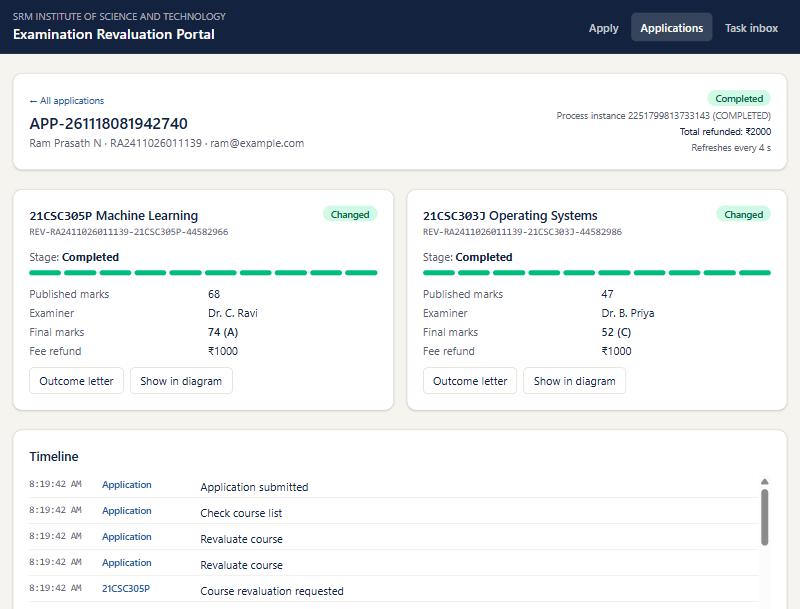 SRM INSTITUTE OF SCIENCE AND TECHNOLOGY
Examination Revaluation Portal
Apply
Applications
Task inbox
← All applications
APP-261118081942740
Ram Prasath N · RA2411026011139 · ram@example.com
Completed
Process instance 2251799813733143 (COMPLETED)
Total refunded: ₹2000
Refreshes every 4 s
21CSC305P Machine Learning
Changed
REV-RA2411026011139-21CSC305P-44582966
Stage: Completed
Published marks 68
Examiner Dr. C. Ravi
Final marks 74 (A)
Fee refund ₹1000
Outcome letter
Show in diagram
21CSC303J Operating Systems
Changed
REV-RA2411026011139-21CSC303J-44582986
Stage: Completed
Published marks 47
Examiner Dr. B. Priya
Final marks 52 (C)
Fee refund ₹1000
Outcome letter
Show in diagram
Timeline
8:19:42 AM Application Application submitted
8:19:42 AM Application Check course list
8:19:42 AM Application Revaluate course
8:19:42 AM Application Revaluate course
8:19:42 AM 21CSC305P Course revaluation requested